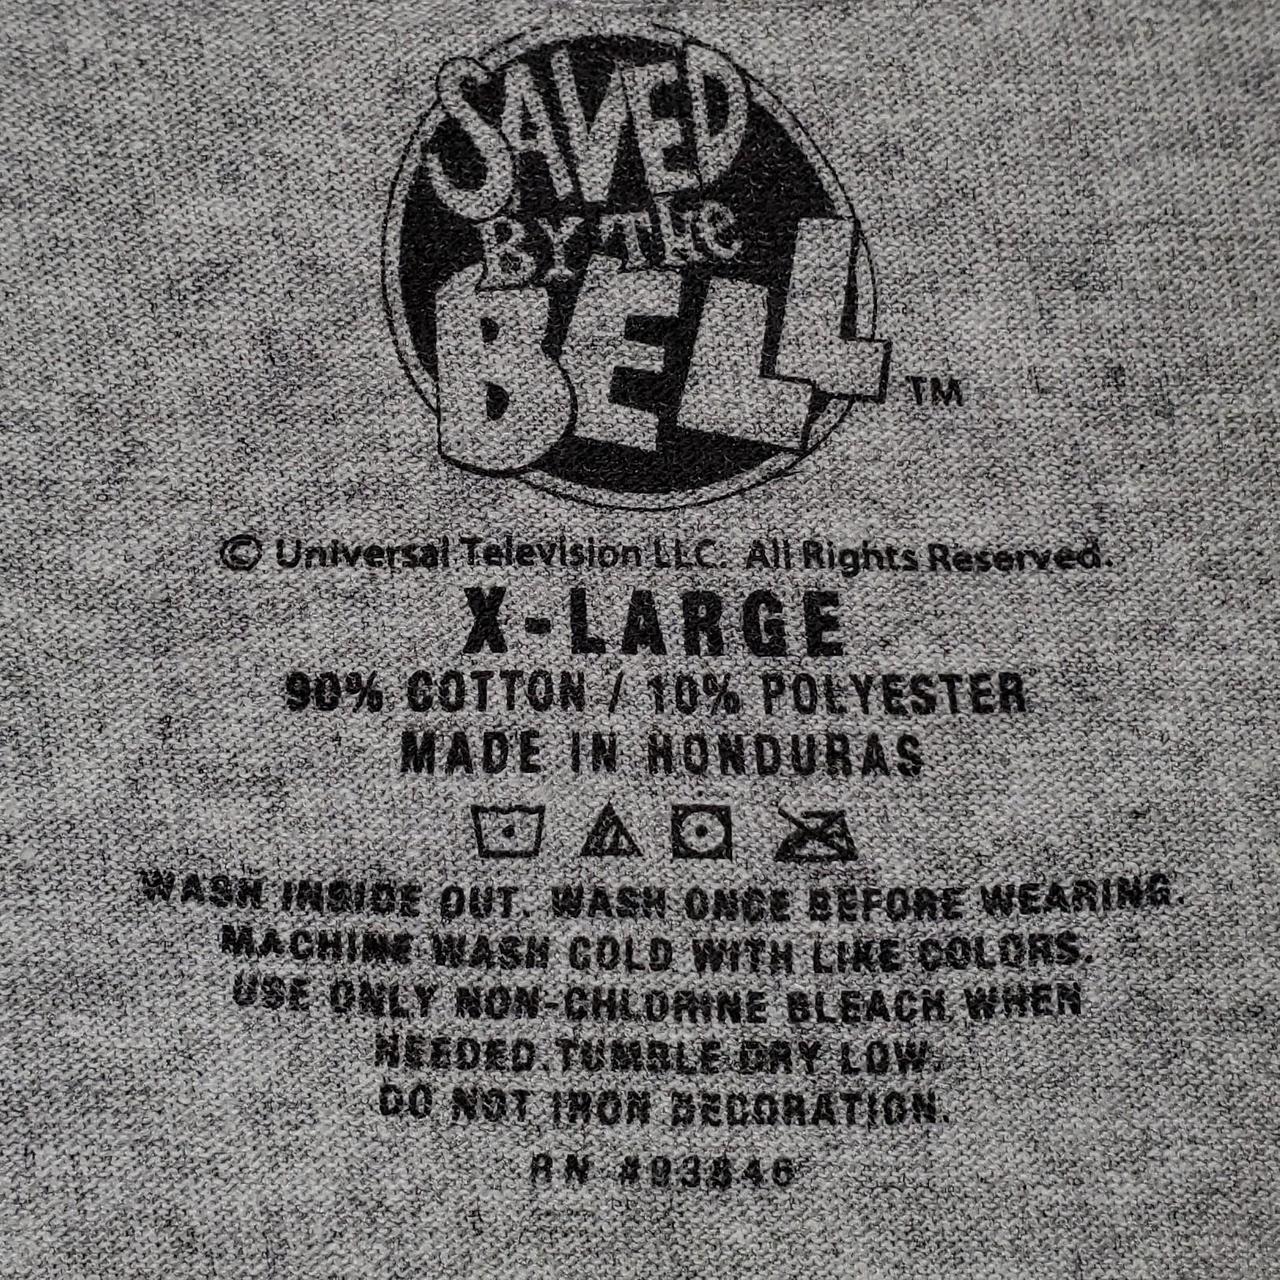 SAVED
BY THe
BELL
TM
© Universal Television LLC. All Rights Reserved.
X-LARGE
90% COTTON / 10% POLYESTER
MADE IN HONDURAS
WASH INSIDE OUT. WASH ONCE BEFORE WEARING.
MACHINE WASH COLD WITH LIKE COLORS.
USE ONLY NON-CHLORINE BLEACH WHEN
NEEDED. TUMBLE DRY LOW.
DO NOT IRON DECORATION.
RN #93846